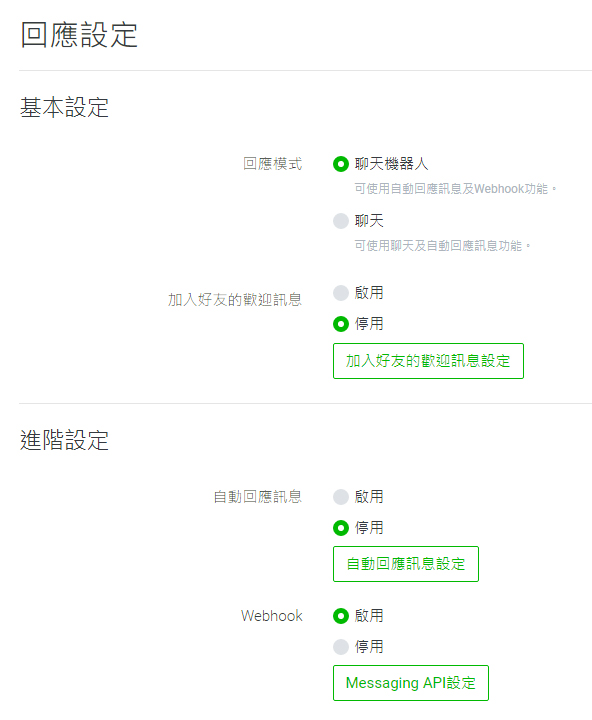 回應設定
基本設定
回應模式
聊天機器人
可使用自動回應訊息及Webhook功能。
聊天
可使用聊天及自動回應訊息功能。
加入好友的歡迎訊息
啟用
停用
加入好友的歡迎訊息設定
進階設定
自動回應訊息
啟用
停用
自動回應訊息設定
Webhook
啟用
停用
Messaging API設定